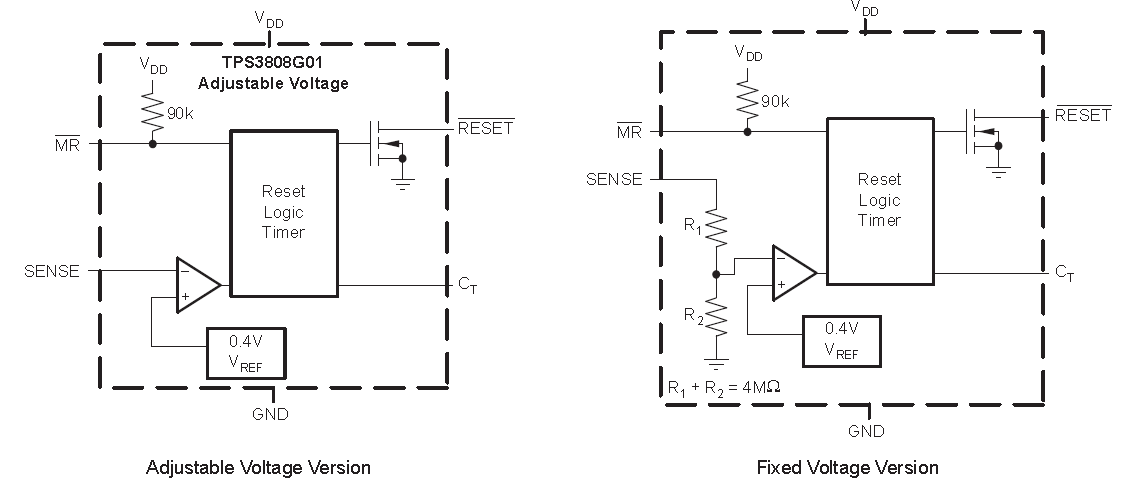 VDD
TPS3808G01
Adjustable Voltage
VDD
90k
MR
RESET
Reset
Logic
Timer
SENSE
–
+
CT
0.4V
VREF
GND
Adjustable Voltage Version
VDD
VDD
90k
MR
RESET
SENSE
Reset
Logic
Timer
R1
–
+
CT
R2
0.4V
VREF
R1 + R2 = 4MΩ
GND
Fixed Voltage Version